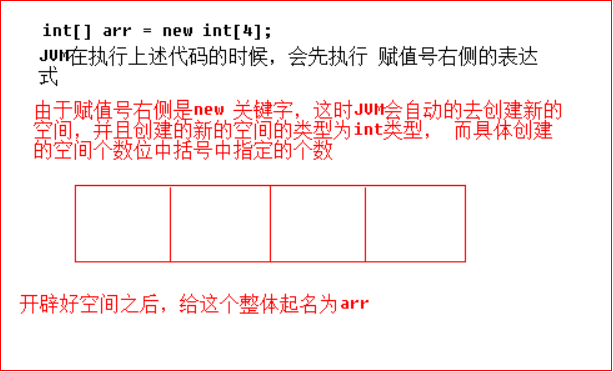 int[] arr = new int[4];
JVM在执行上述代码的时候，会先执行 赋值号右侧的表达
式
由于赋值号右侧是new 关键字，这时JVM会自动的去创建新的
空间，并且创建的新的空间的类型为int类型， 而具体创建
的空间个数位中括号中指定的个数
开辟好空间之后，给这个整体起名为arr